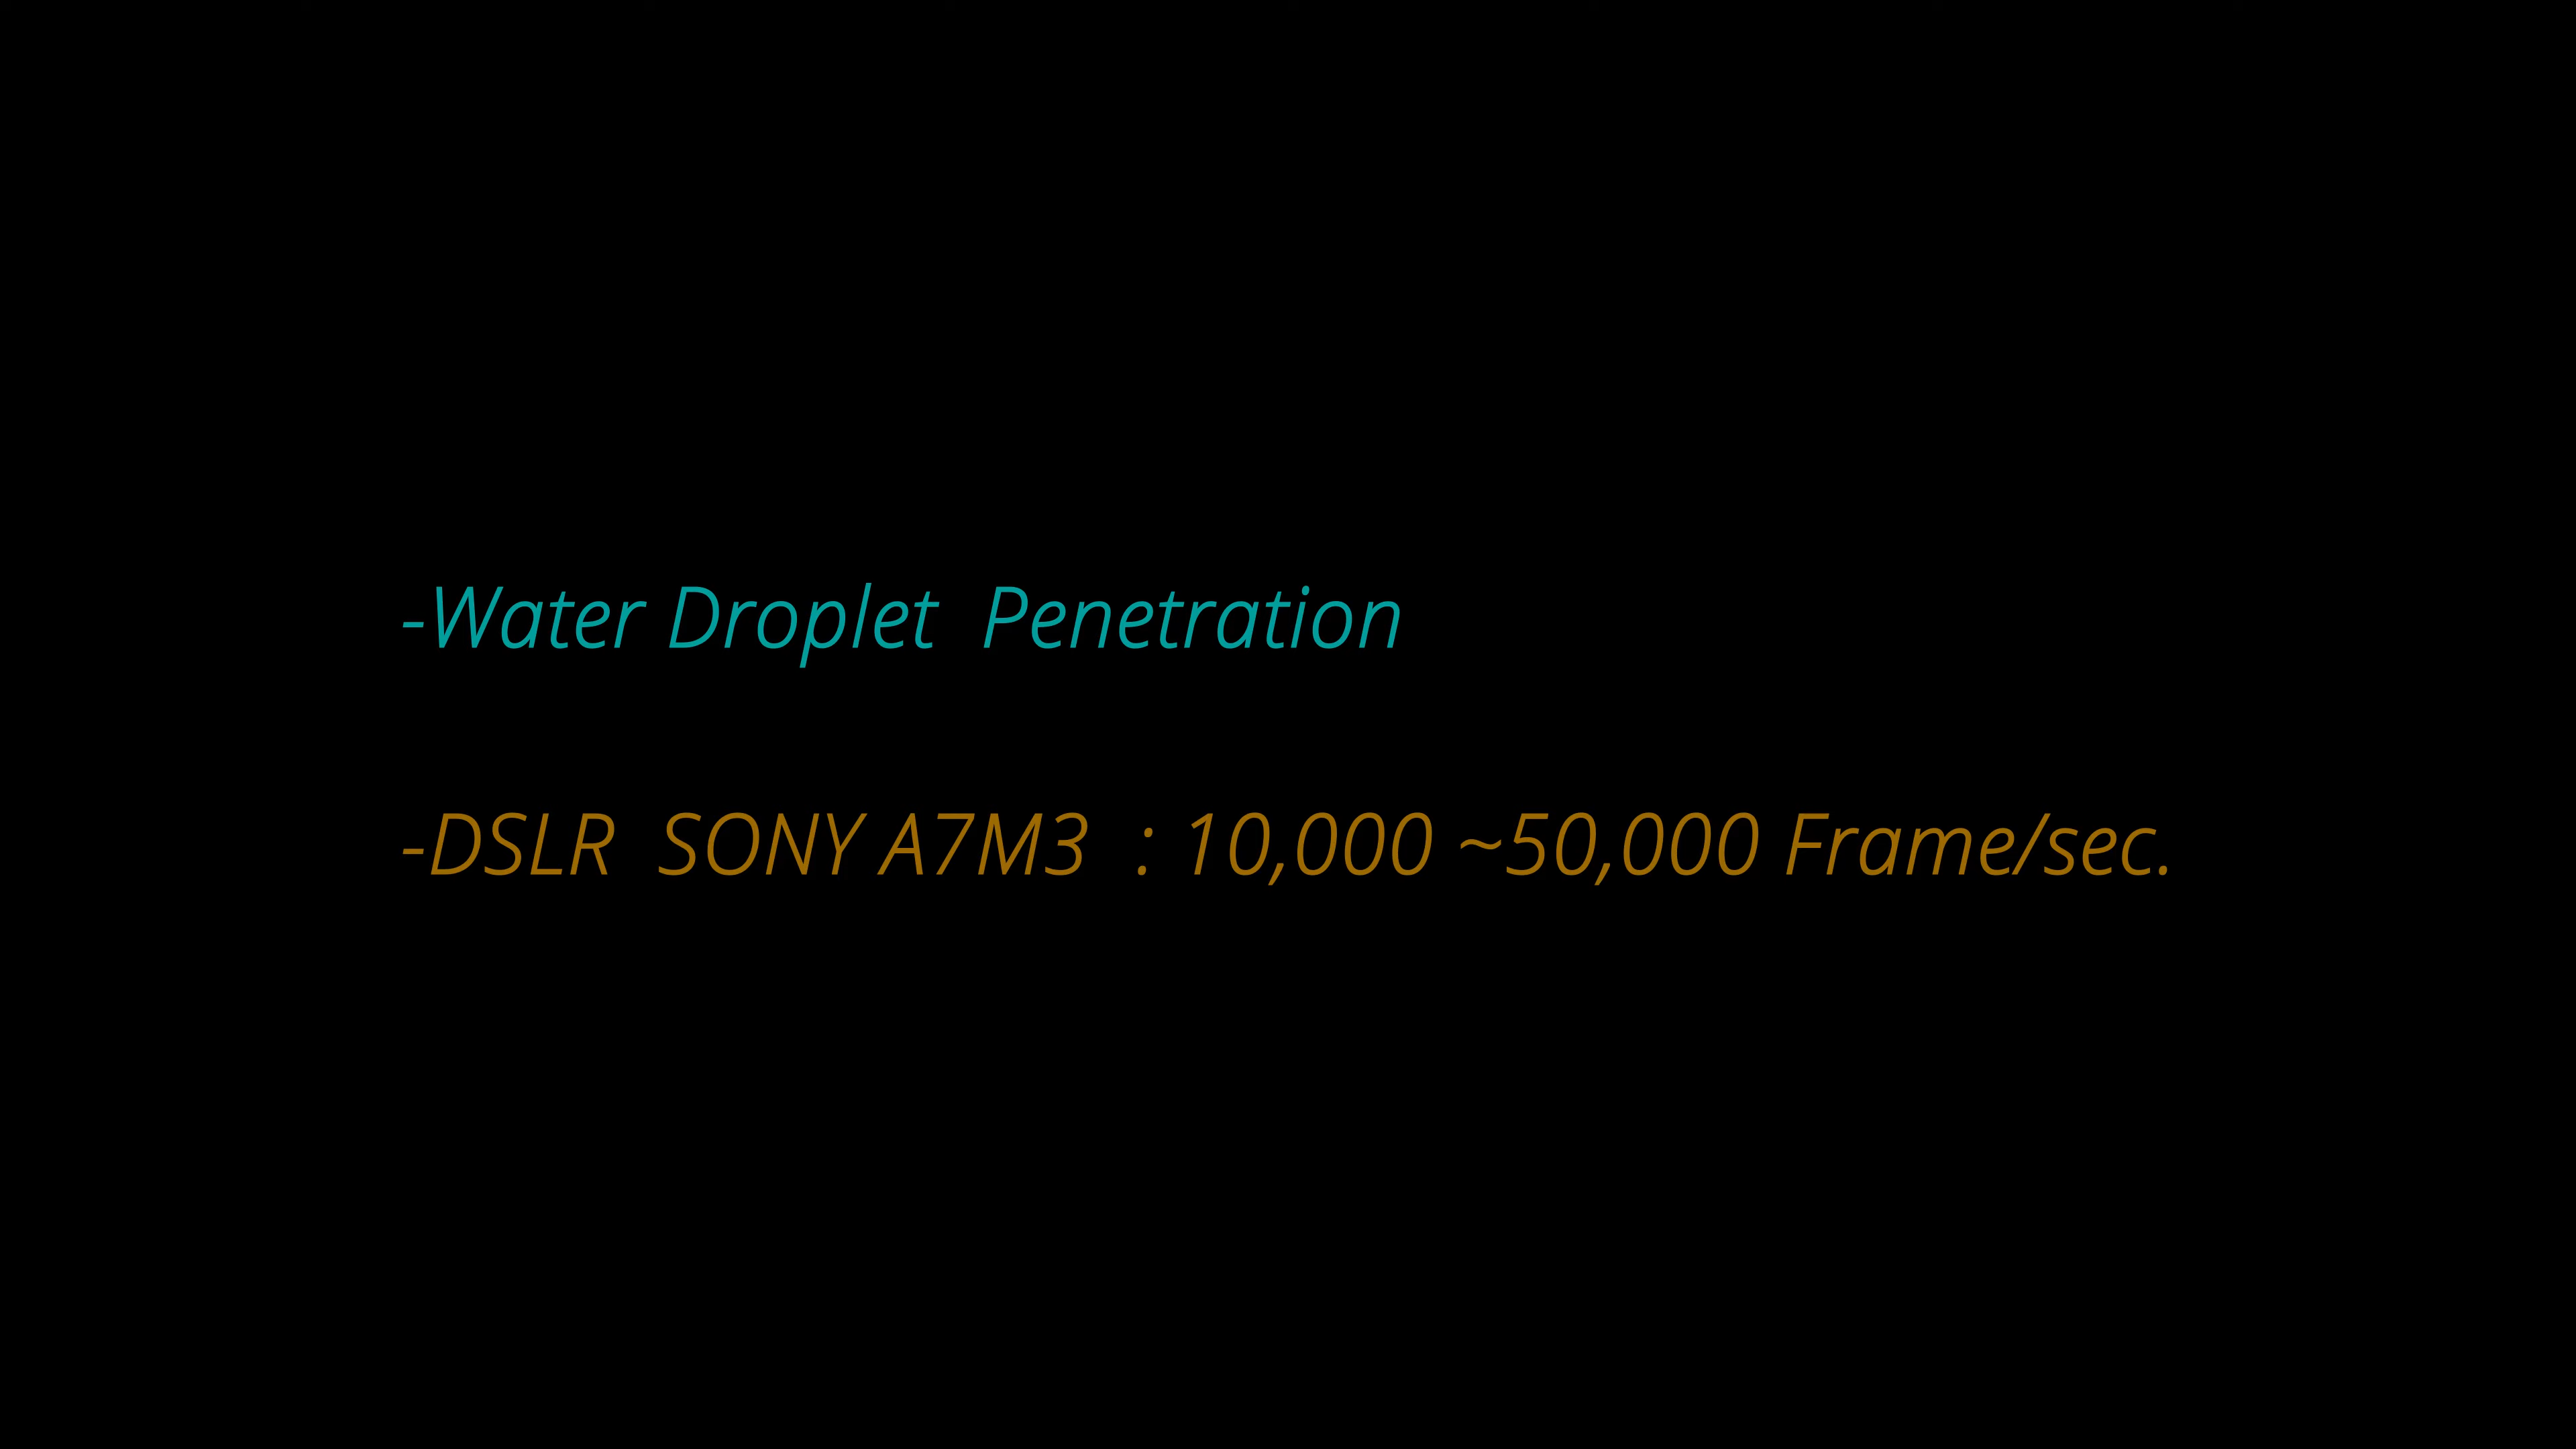 -Water Droplet  Penetration
-DSLR  SONY A7M3  : 10,000 ~50,000 Frame/sec.